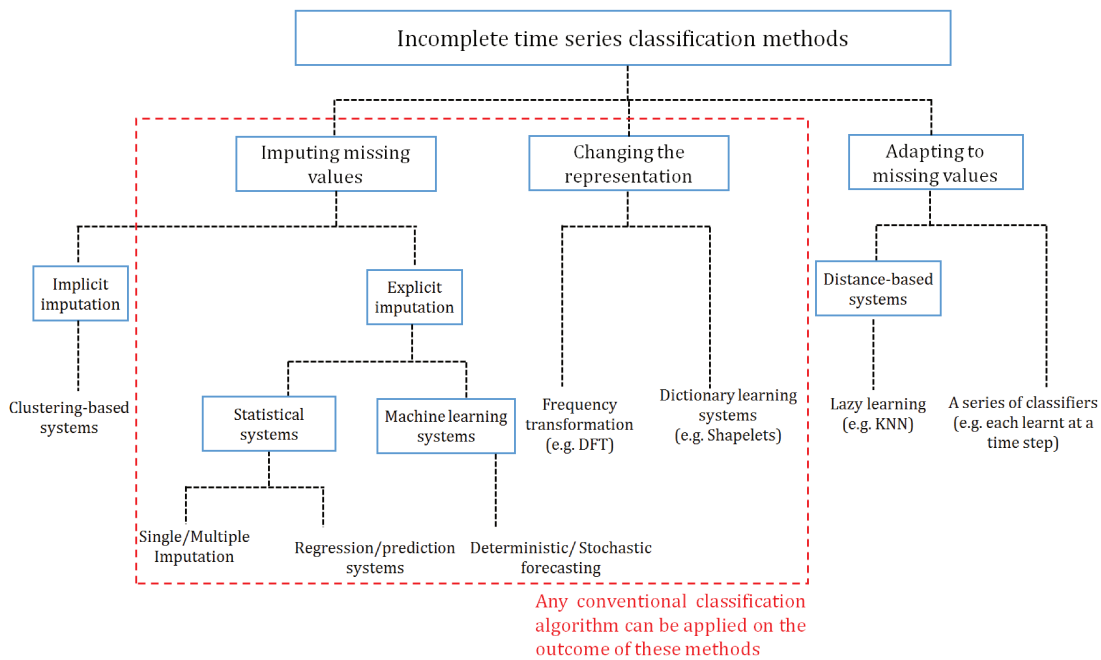 Incomplete time series classification methods
Imputing missing
values
Changing the
representation
Adapting to
missing values
Implicit
imputation
Explicit
imputation
Distance-based
systems
Clustering-based
systems
Statistical
systems
Machine learning
systems
Frequency
transformation
(e.g. DFT)
Dictionary learning
systems
(e.g. Shapelets)
Lazy learning
(e.g. KNN)
A series of classifiers
(e.g. each learnt at a
time step)
Single/Multiple
Imputation
Regression/prediction
systems
Deterministic/ Stochastic
forecasting
Any conventional classification
algorithm can be applied on the
outcome of these methods